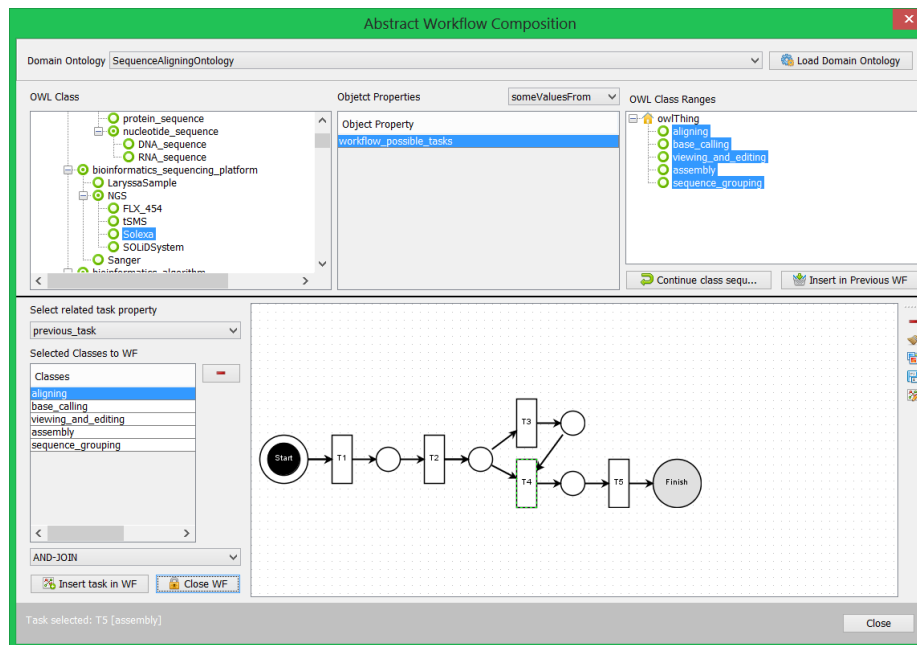 Abstract Workflow Composition
Domain Ontology SequenceAligningOntology Load Domain Ontology
OWL Class
protein_sequence
nucleotide_sequence
DNA_sequence
RNA_sequence
bioinformatics_sequencing_platform
LaryssaSample
NGS
FLX_454
tSMS
Solexa
SOLiDSystem
Sanger
bioinformatics_algorithm
Objetct Properties someValuesFrom
Object Property
workflow_possible_tasks
OWL Class Ranges
owlThing
aligning
base_calling
viewing_and_editing
assembly
sequence_grouping
Continue class sequ... Insert in Previous WF
Select related task property
previous_task
Selected Classes to WF
Classes
aligning
base_calling
viewing_and_editing
assembly
sequence_grouping
AND-JOIN
Insert task in WF Close WF
T3
Start T1 T2 T4 T5 Finish
Task selected: T5 [assembly] Close